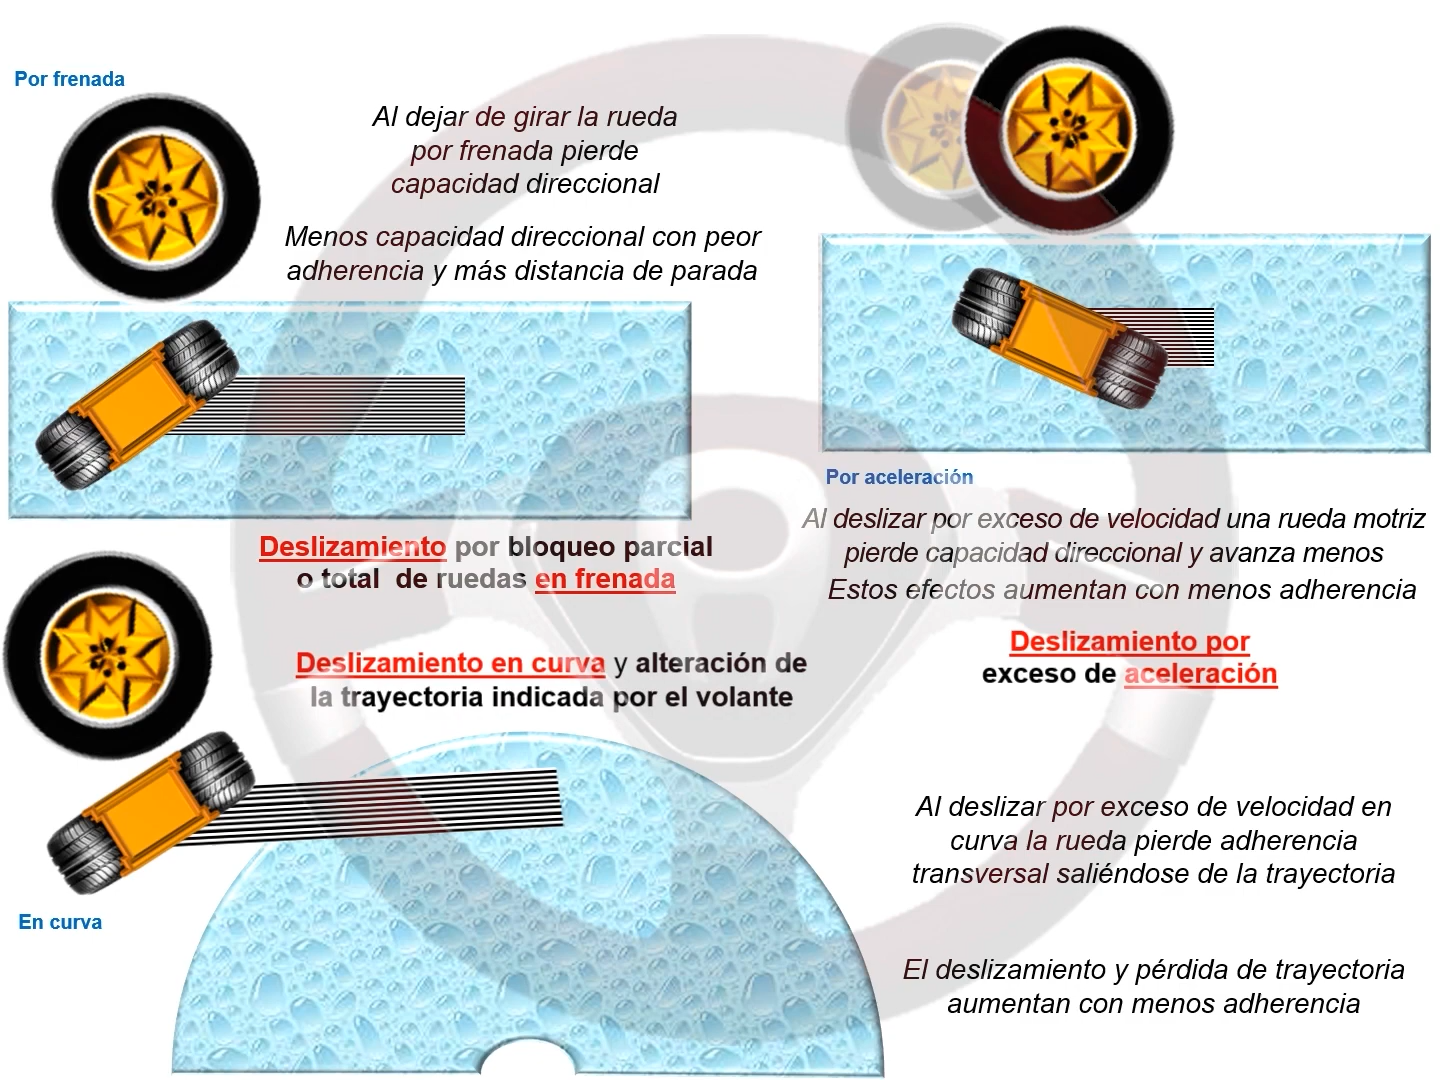 Por frenada
Al dejar de girar la rueda
por frenada pierde
capacidad direccional
Menos capacidad direccional con peor
adherencia y más distancia de parada
Deslizamiento por bloqueo parcial
o total de ruedas en frenada
Por aceleración
Al deslizar por exceso de velocidad una rueda motriz
pierde capacidad direccional y avanza menos
Estos efectos aumentan con menos adherencia
Deslizamiento por
exceso de aceleración
Deslizamiento en curva y alteración de
la trayectoria indicada por el volante
En curva
Al deslizar por exceso de velocidad en
curva la rueda pierde adherencia
transversal saliéndose de la trayectoria
El deslizamiento y pérdida de trayectoria
aumentan con menos adherencia